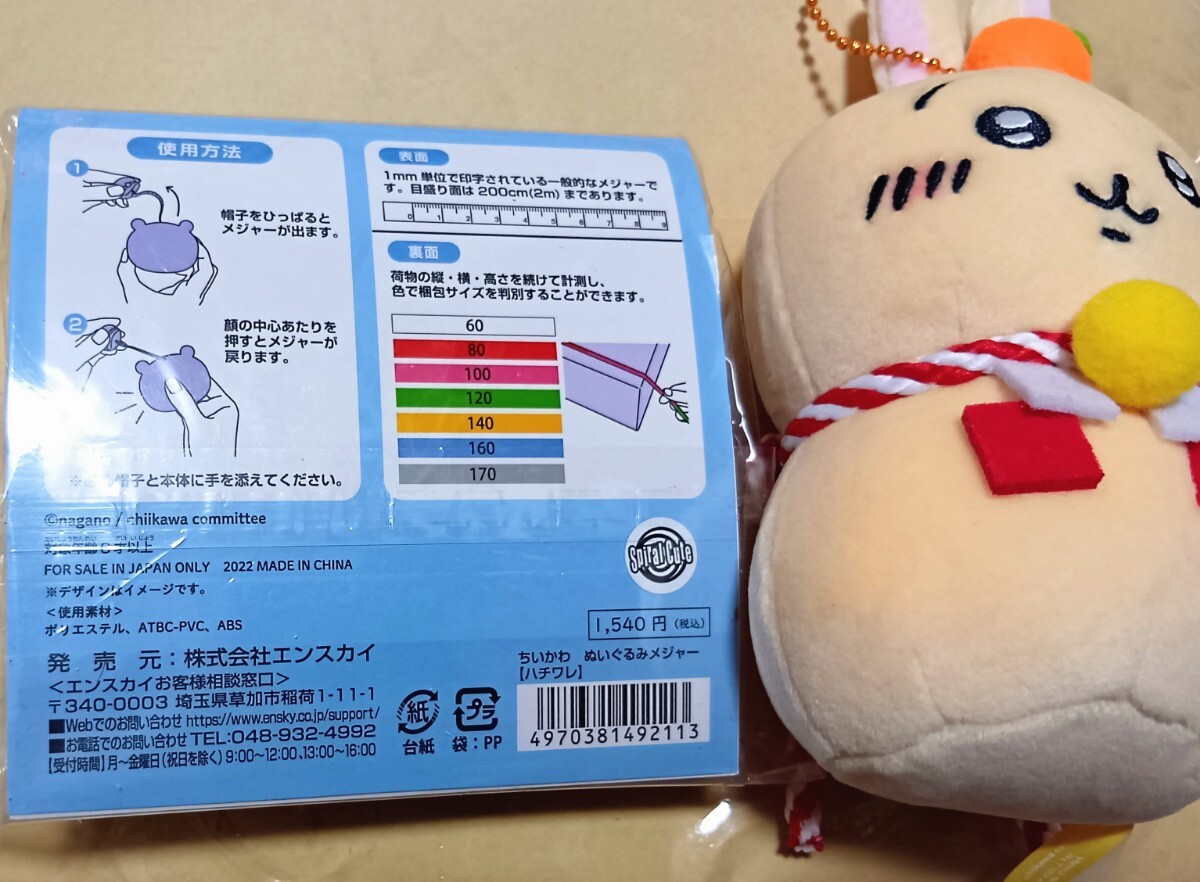 使用方法
1
帽子をひっぱると
メジャーが出ます。
2
顔の中心あたりを
押すとメジャーが
戻ります。
帽子と本体に手を添えてください。
表面
1mm 単位で印字されている一般的なメジャーで
す。目盛り面は 200cm(2m) まであります。
0 1 2 3 4 5 6 7 8 9
裏面
荷物の縦・横・高さを続けて計測し、
色で梱包サイズを判別することができます。
60
80
100
120
140
160
170
©nagano / chiikawa committee
対象年齢 才以上
FOR SALE IN JAPAN ONLY 2022 MADE IN CHINA
※デザインはイメージです。
＜使用素材＞
ポリエステル、ATBC-PVC、ABS
発 売 元：株式会社エンスカイ
＜エンスカイお客様相談窓口＞
〒340-0003 埼玉県草加市稲荷1-11-1
■Webでのお問い合わせ https://www.ensky.co.jp/support/
■お電話でのお問い合わせ TEL:048-932-4992
【受付時間】月〜金曜日(祝日を除く) 9:00〜12:00、13:00〜16:00
紙
台紙
プラ
袋：PP
Spiral Cute
1,540 円 (税込)
ちいかわ ぬいぐるみメジャー
【ハチワレ】
4970381492113